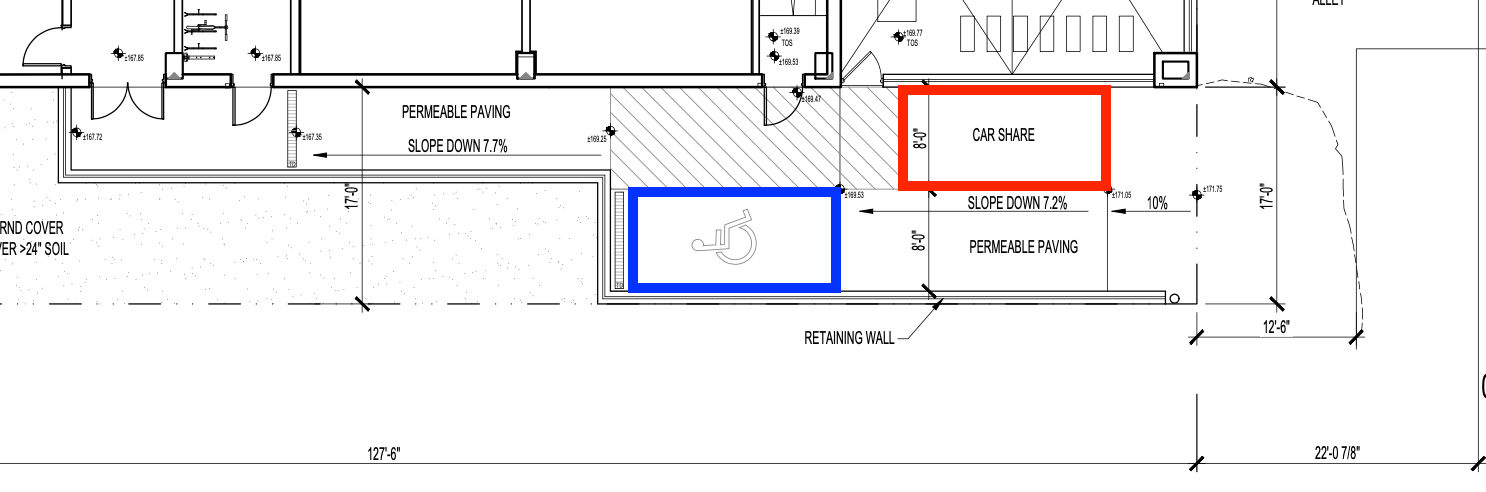 ALLEY
±169.39
TOS
±169.77
TOS
±167.85
±167.85
±169.53
±169.47
PERMEABLE PAVING
±167.72
±167.35
±169.25
SLOPE DOWN 7.7%
8'-0"
CAR SHARE
17'-0"
±169.53
±171.05
±171.75
17'-0"
SLOPE DOWN 7.2%
10%
RND COVER
VER >24" SOIL
8'-0"
PERMEABLE PAVING
TD
TD
12'-6"
RETAINING WALL
127'-6"
22'-0 7/8"